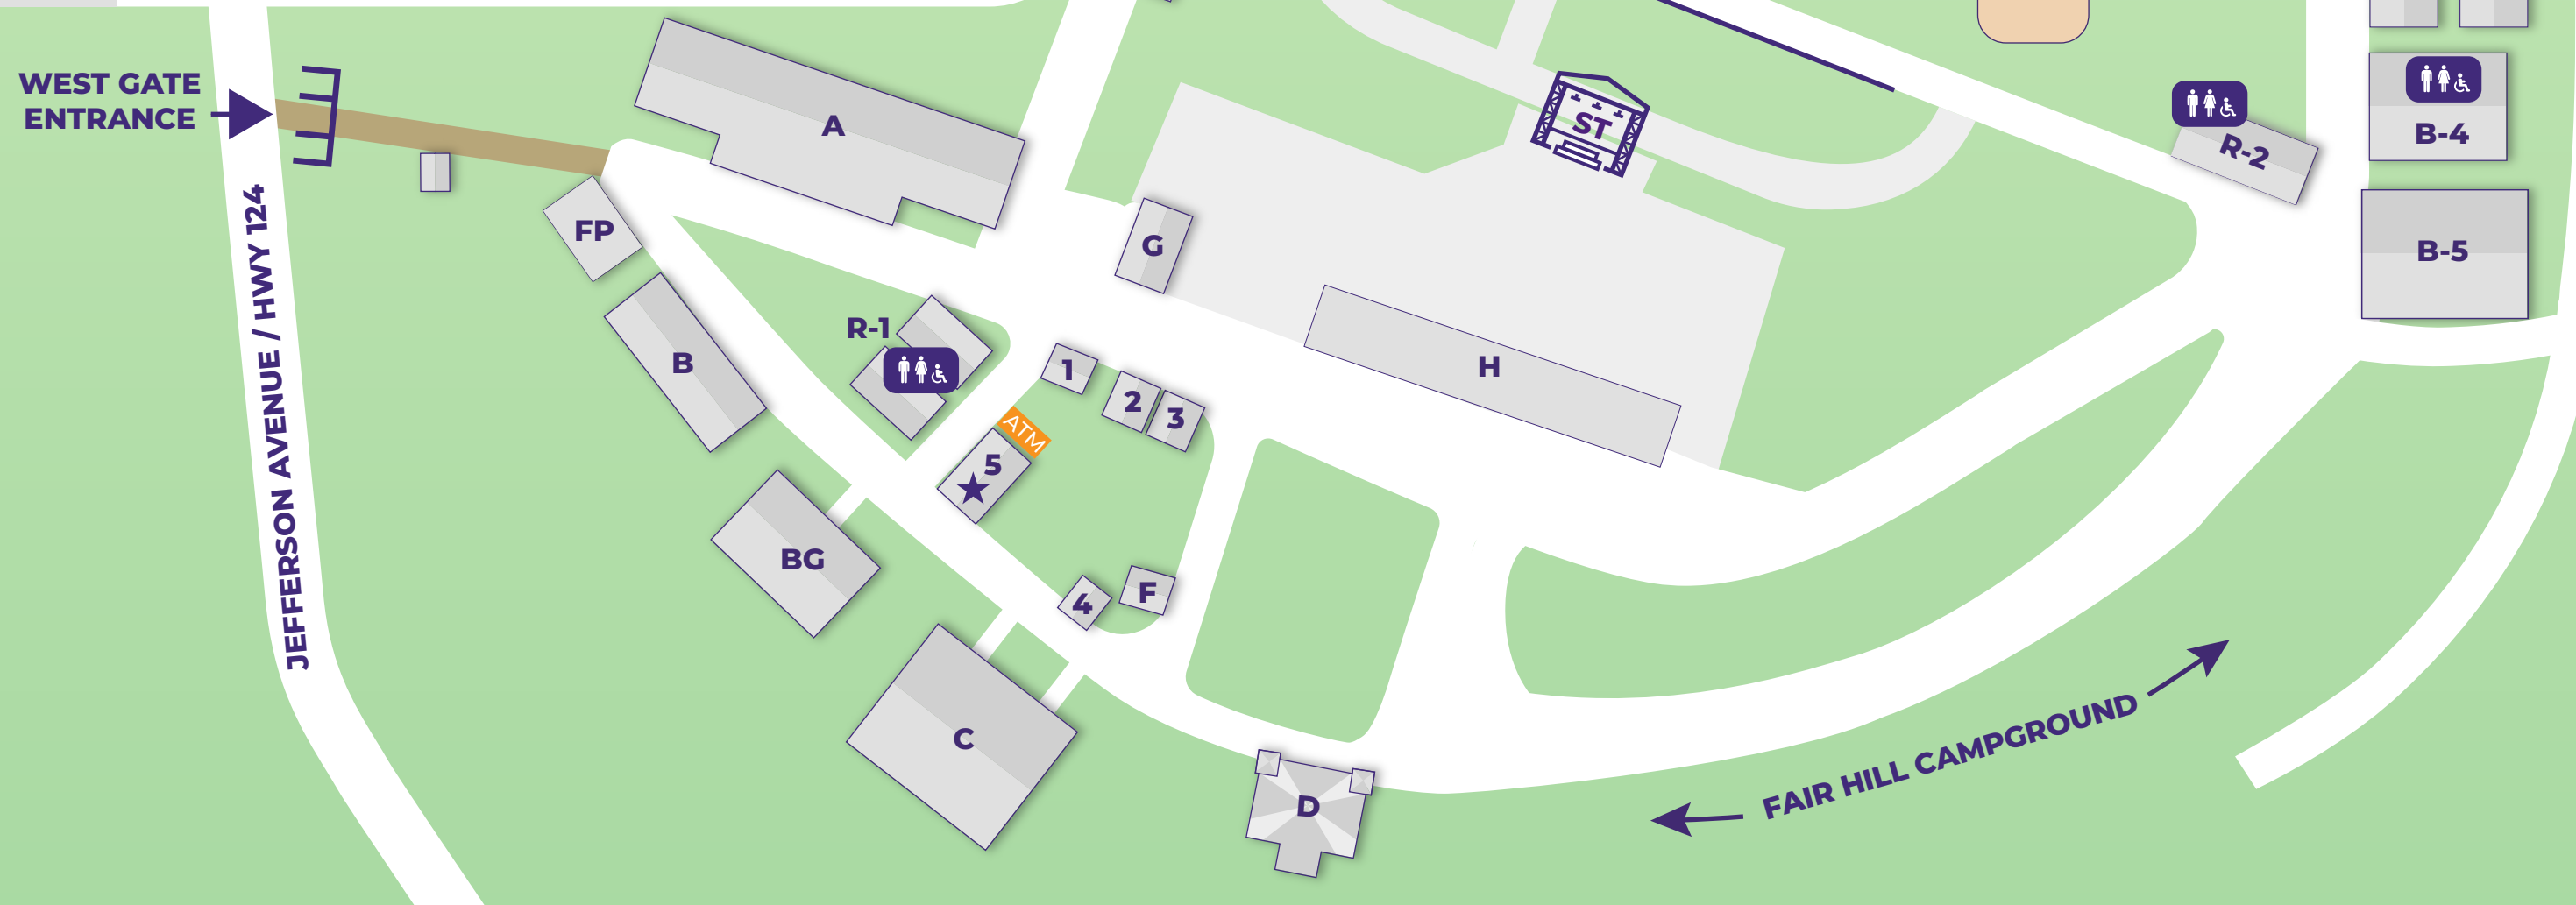 WEST GATE
ENTRANCE
JEFFERSON AVENUE / HWY 124
A
ST
R-2
B-4
B-5
FP
G
B
R-1
1
2
3
H
ATM
5
BG
4
F
C
D
FAIR HILL CAMPGROUND